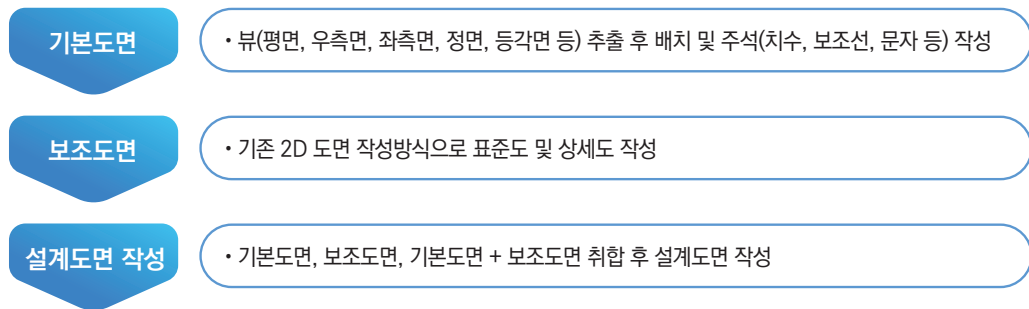 기본도면
• 뷰(평면, 우측면, 좌측면, 정면, 등각면 등) 추출 후 배치 및 주석(치수, 보조선, 문자 등) 작성
보조도면
• 기존 2D 도면 작성방식으로 표준도 및 상세도 작성
설계도면 작성
• 기본도면, 보조도면, 기본도면 + 보조도면 취합 후 설계도면 작성